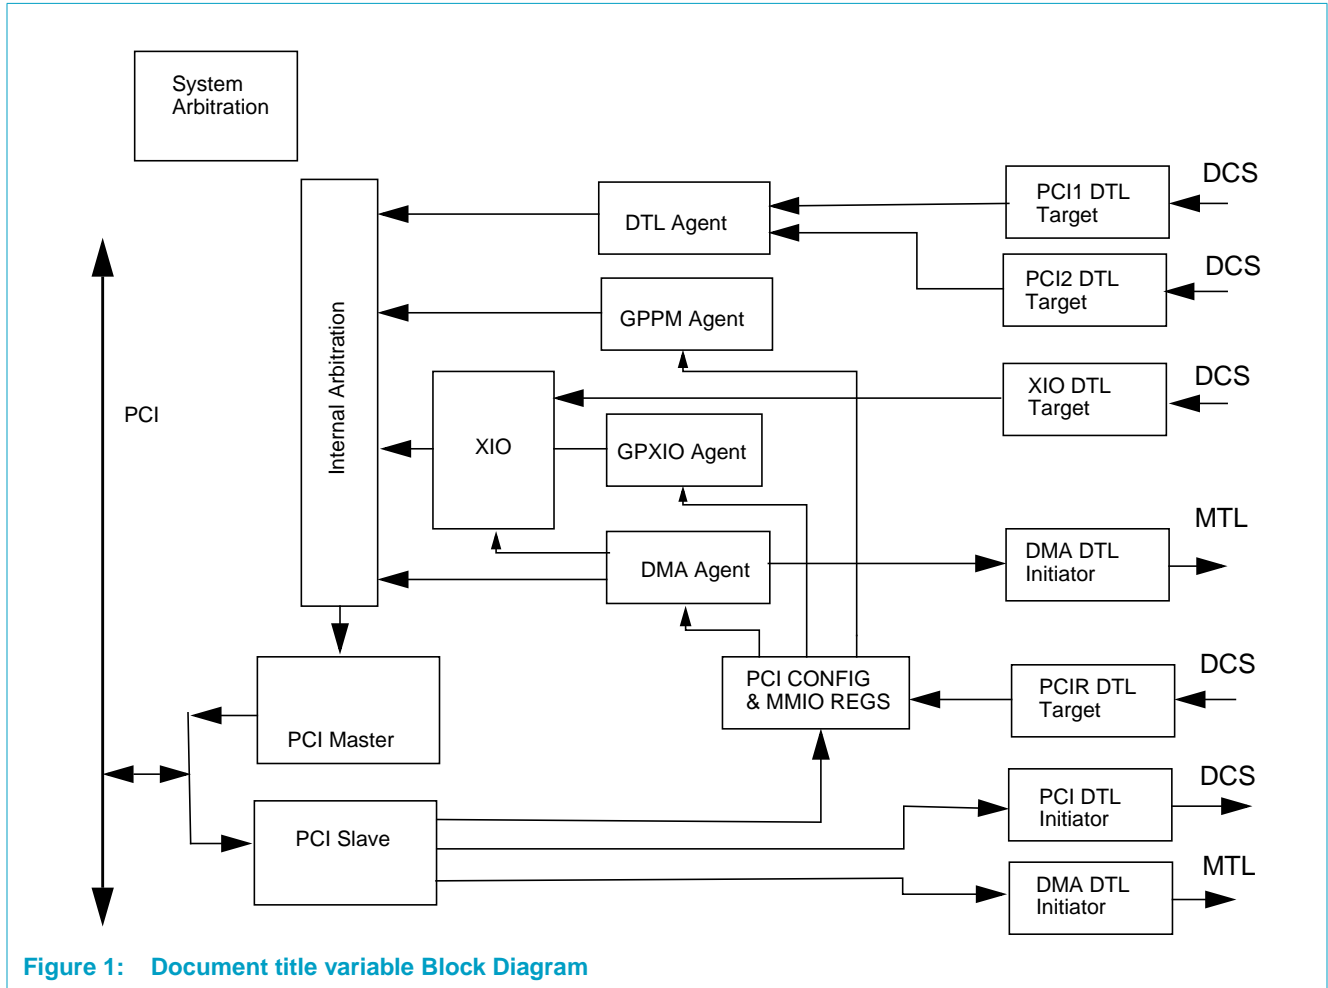 System
Arbitration
DCS
PCI1 DTL
Target
DTL Agent
DCS
PCI2 DTL
Target
GPPM Agent
Internal Arbitration
DCS
XIO DTL
Target
PCI
XIO
GPXIO Agent
MTL
DMA DTL
Initiator
DMA Agent
DCS
PCI CONFIG
& MMIO REGS
PCIR DTL
Target
PCI Master
DCS
PCI DTL
Initiator
PCI Slave
MTL
DMA DTL
Initiator
Figure 1: Document title variable Block Diagram